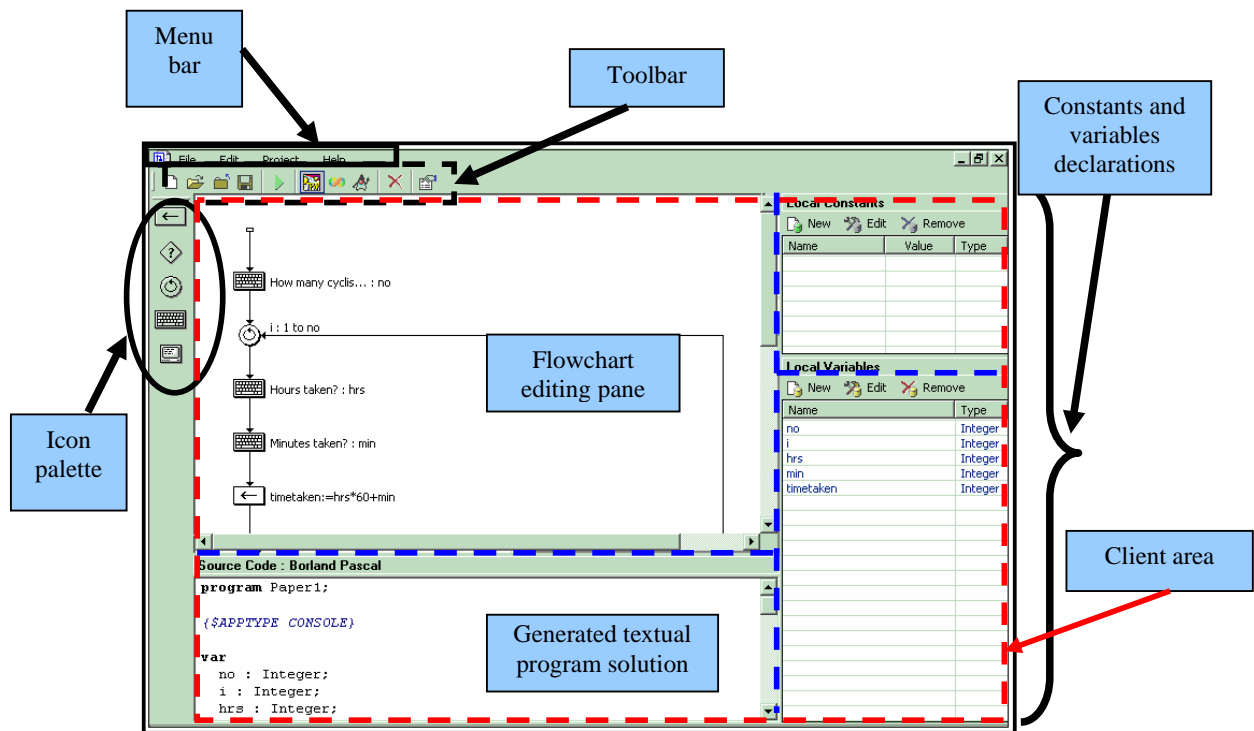 Menu
bar
Toolbar
Constants and
variables
declarations
File Edit Project Help
Local Constants
New Edit Remove
Name Value Type
How many cyclis... : no
i : 1 to no
Flowchart
editing pane
Hours taken? : hrs
Minutes taken? : min
timetaken:=hrs*60+min
Icon
palette
Local Variables
New Edit Remove
Name Type
no Integer
i Integer
hrs Integer
min Integer
timetaken Integer
Client area
Source Code : Borland Pascal
program Paper1;
{$APPTYPE CONSOLE}
var
no : Integer;
i : Integer;
hrs : Integer;
Generated textual
program solution